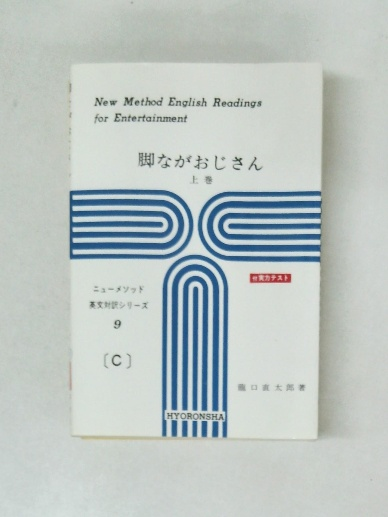 New Method English Readings
for Entertainment
脚ながおじさん
上巻
付実力テスト
ニューメソッド
英文対訳シリーズ
9
〔C〕
龍口直太郎著
HYORONSHA